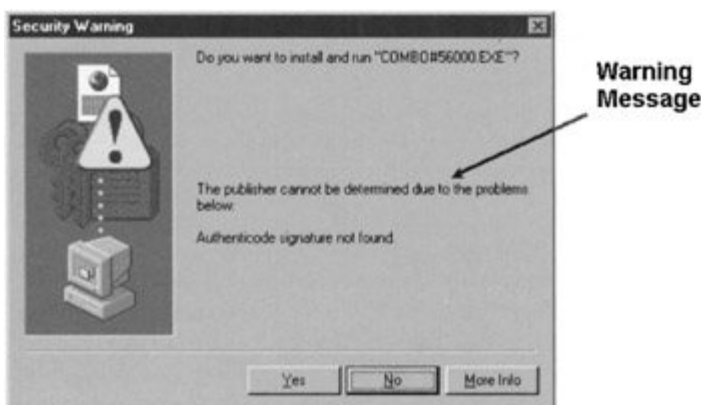 Security Warning
Do you want to install and run "COMBO#56000.EXE"?
Warning
Message
The publisher cannot be determined due to the problems
below:
Authenticode signature not found.
Yes
No
More Info